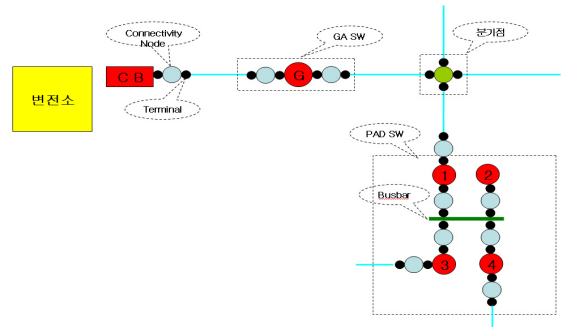 Connectivity
Node
GA SW
분기점
C B
G
변전소
Terminal
PAD SW
1
2
Busbar
3
4